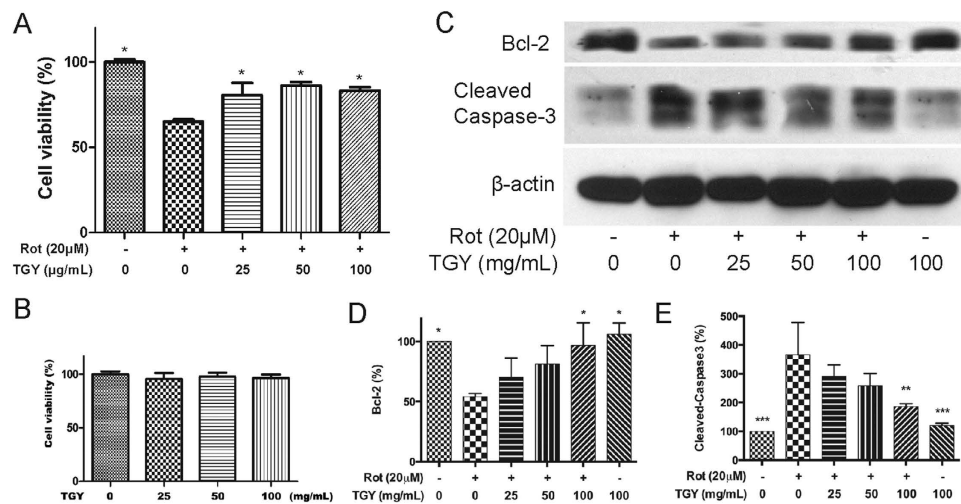 A
Cell viability (%)
100
50
0
*
*
*
*
Rot (20μM) - + + + +
TGY (μg/mL) 0 0 25 50 100
B
Cell viability (%)
150
100
50
0
TGY 0 25 50 100 (mg/mL)
C
Bcl-2
Cleaved
Caspase-3
β-actin
Rot (20μM) - + + + + -
TGY (mg/mL) 0 0 25 50 100 100
D
Bcl-2 (%)
100
50
0
*
*
*
Rot (20μM) - + + + + -
TGY (mg/mL) 0 0 25 50 100 100
E
Cleaved-Caspase3 (%)
500
400
300
200
100
0
***
**
***
Rot (20μM) - + + + + -
TGY (mg/mL) 0 0 25 50 100 100